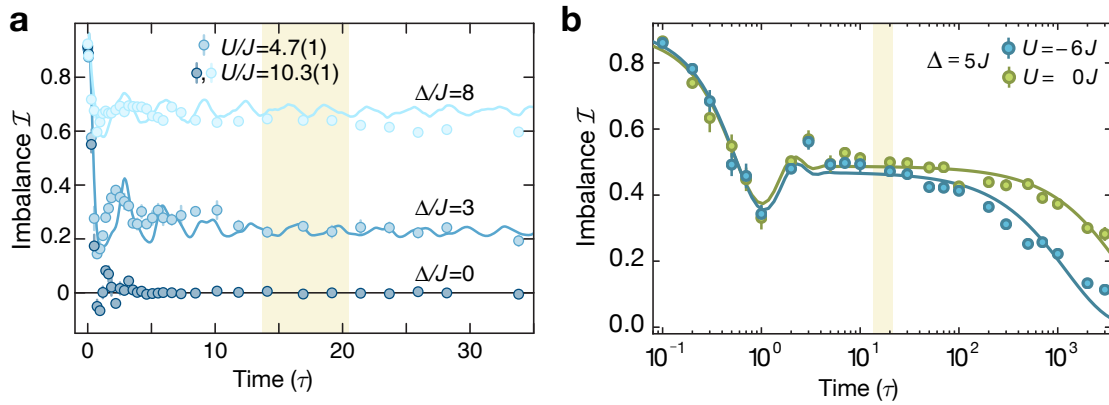 a
U/J=4.7(1)
, U/J=10.3(1)
Δ/J=8
Δ/J=3
Δ/J=0
Imbalance ℐ
0.8
0.6
0.4
0.2
0
0
10
20
30
Time (τ)
b
Δ = 5J
U = −6J
U = 0J
Imbalance ℐ
0.8
0.6
0.4
0.2
0.0
10⁻¹
10⁰
10¹
10²
10³
Time (τ)